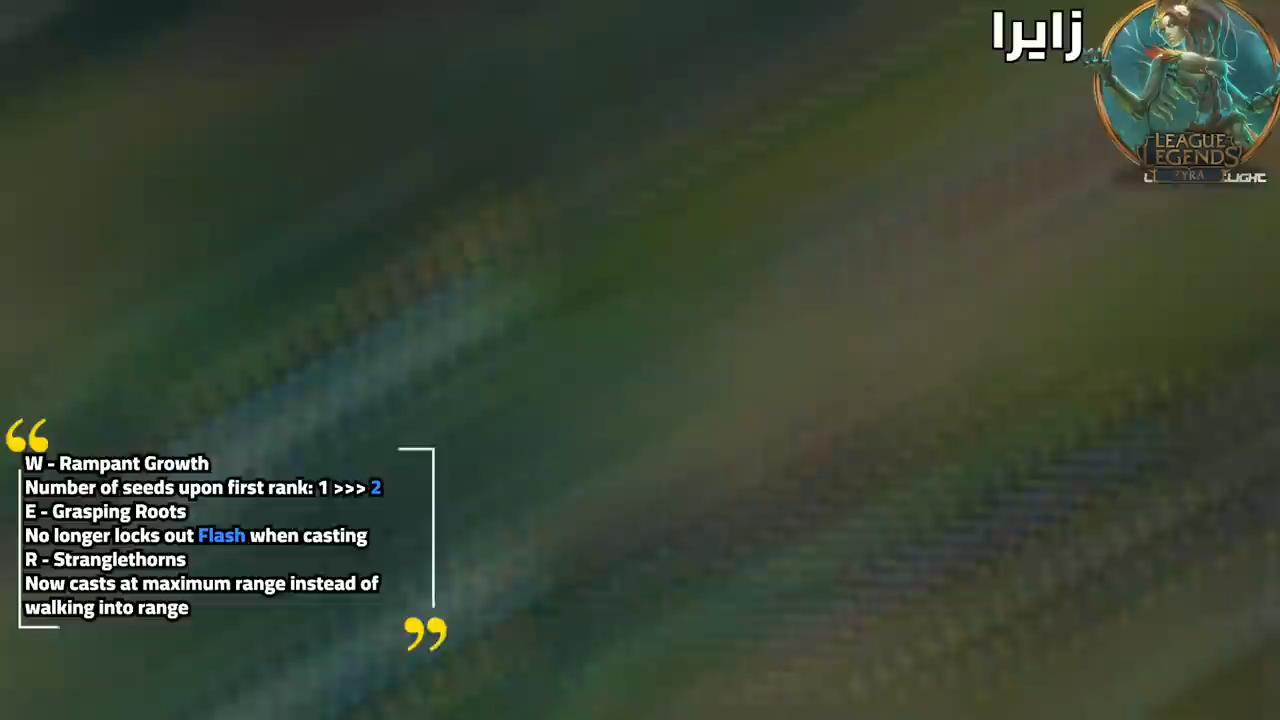 زايرا
LEAGUE
LEGENDS
W - Rampant Growth
Number of seeds upon first rank: 1 >>> 2
E - Grasping Roots
No longer locks out Flash when casting
R - Stranglethorns
Now casts at maximum range instead of
walking into range